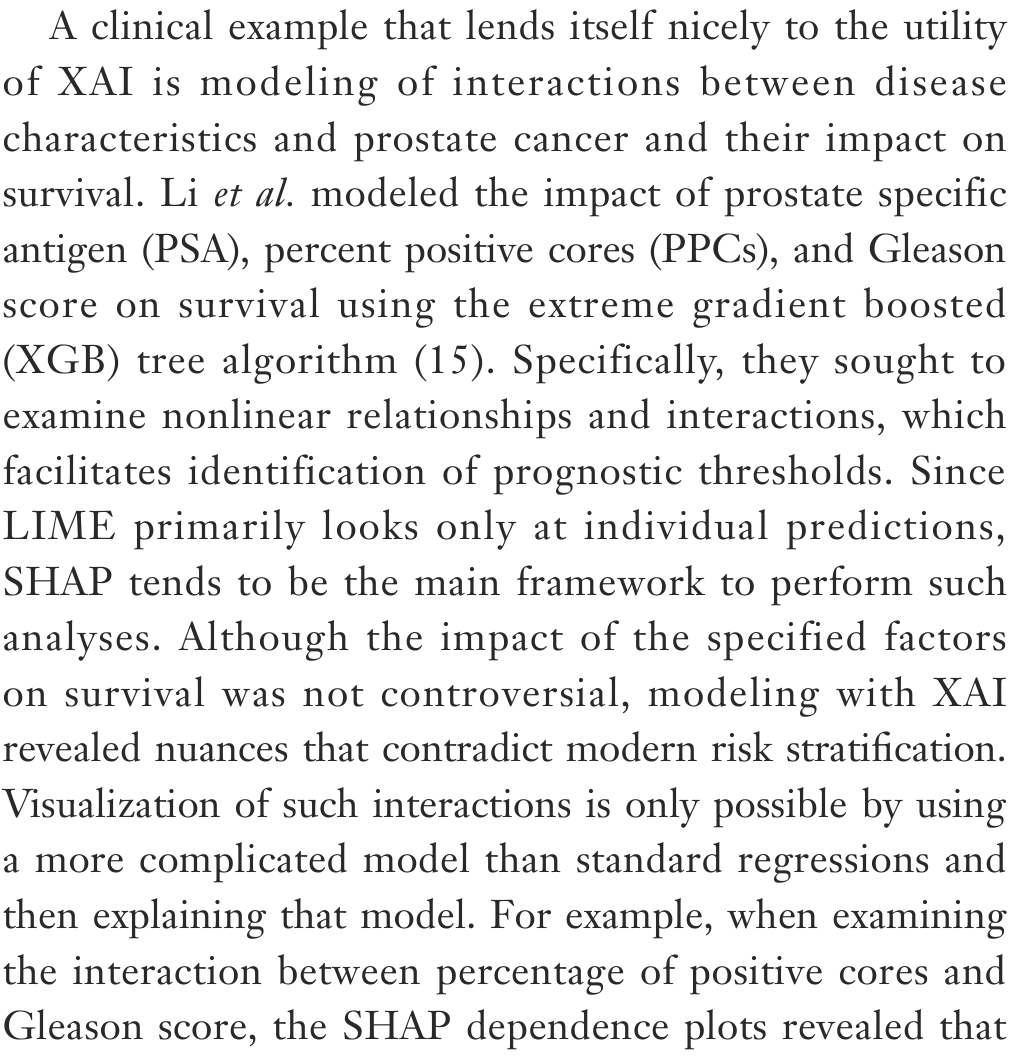 A clinical example that lends itself nicely to the utility
of XAI is modeling of interactions between disease
characteristics and prostate cancer and their impact on
survival. Li et al. modeled the impact of prostate specific
antigen (PSA), percent positive cores (PPCs), and Gleason
score on survival using the extreme gradient boosted
(XGB) tree algorithm (15). Specifically, they sought to
examine nonlinear relationships and interactions, which
facilitates identification of prognostic thresholds. Since
LIME primarily looks only at individual predictions,
SHAP tends to be the main framework to perform such
analyses. Although the impact of the specified factors
on survival was not controversial, modeling with XAI
revealed nuances that contradict modern risk stratification.
Visualization of such interactions is only possible by using
a more complicated model than standard regressions and
then explaining that model. For example, when examining
the interaction between percentage of positive cores and
Gleason score, the SHAP dependence plots revealed that